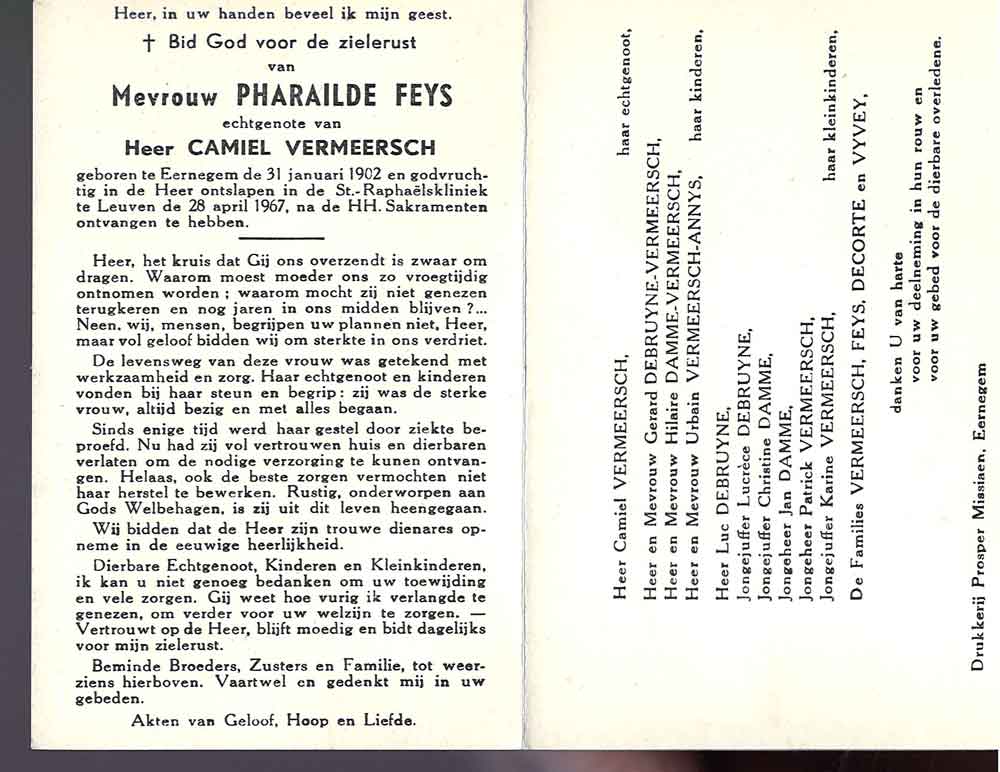 Heer, in uw handen beveel ik mijn geest.
† Bid God voor de zielerust
van
Mevrouw PHARAILDE FEYS
echtgenote van
Heer CAMIEL VERMEERSCH
geboren te Eernegem de 31 januari 1902 en godvruch-
tig in de Heer ontslapen in de St.-Raphaëlskliniek
te Leuven de 28 april 1967, na de HH. Sakramenten
ontvangen te hebben.
Heer, het kruis dat Gij ons overzendt is zwaar om
dragen. Waarom moest moeder ons zo vroegtijdig
ontnomen worden ; waarom mocht zij niet genezen
terugkeren en nog jaren in ons midden blijven ?...
Neen, wij, mensen, begrijpen uw plannen niet, Heer,
maar vol geloof bidden wij om sterkte in ons verdriet.
De levensweg van deze vrouw was getekend met
werkzaamheid en zorg. Haar echtgenoot en kinderen
vonden bij haar steun en begrip : zij was de sterke
vrouw, altijd bezig en met alles begaan.
Sinds enige tijd werd haar gestel door ziekte be-
proefd. Nu had zij vol vertrouwen huis en dierbaren
verlaten om de nodige verzorging te kunen ontvan-
gen. Helaas, ook de beste zorgen vermochten niet
haar herstel te bewerken. Rustig, onderworpen aan
Gods Welbehagen, is zij uit dit leven heengegaan.
Wij bidden dat de Heer zijn trouwe dienares op-
neme in de eeuwige heerlijkheid.
Dierbare Echtgenoot, Kinderen en Kleinkinderen,
ik kan u niet genoeg bedanken om uw toewijding
en vele zorgen. Gij weet hoe vurig ik verlangde te
genezen, om verder voor uw welzijn te zorgen. —
Vertrouwt op de Heer, blijft moedig en bidt dagelijks
voor mijn zielerust.
Beminde Broeders, Zusters en Familie, tot weer-
ziens hierboven. Vaartwel en gedenkt mij in uw
gebeden.
Akten van Geloof, Hoop en Liefde.
Heer Camiel VERMEERSCH, haar echtgenoot,
Heer en Mevrouw Gerard DEBRUYNE-VERMEERSCH,
Heer en Mevrouw Hilaire DAMME-VERMEERSCH,
Heer en Mevrouw Urbain VERMEERSCH-ANNYS, haar kinderen,
Heer Luc DEBRUYNE,
Jongejuffer Lucrèce DEBRUYNE,
Jongejuffer Christine DAMME,
Jongeheer Jan DAMME,
Jongeheer Patrick VERMEERSCH,
Jongejuffer Karine VERMEERSCH, haar kleinkinderen,
De Families VERMEERSCH, FEYS, DECORTE en VYVEY,
danken U van harte
voor uw deelneming in hun rouw en
voor uw gebed voor de dierbare overledene.
Drukkerij Prosper Missiaen, Eernegem